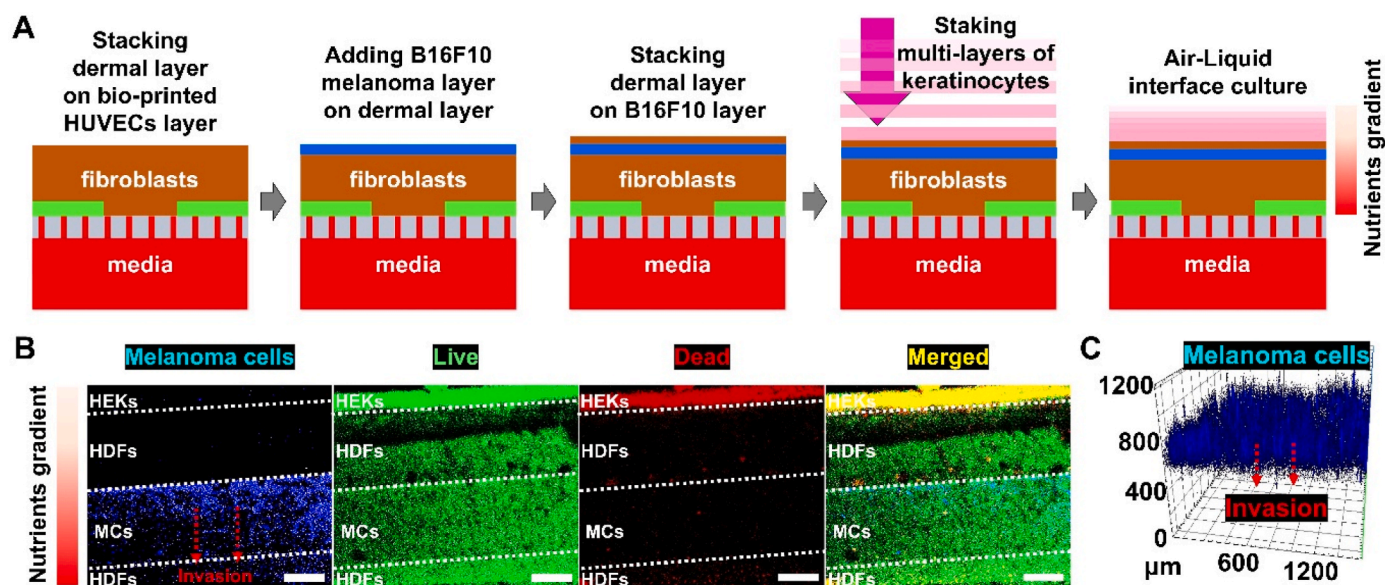 A
Stacking
dermal layer
on bio-printed
HUVECs layer
fibroblasts
media
Adding B16F10
melanoma layer
on dermal layer
fibroblasts
media
Stacking
dermal layer
on B16F10 layer
fibroblasts
media
Staking
multi-layers of
keratinocytes
fibroblasts
media
Air-Liquid
interface culture
media
Nutrients gradient
B
Melanoma cells
Live
Dead
Merged
Nutrients gradient
HEKs
HDFs
MCs
HDFs
Invasion
HEKs
HDFs
MCs
HDFs
HEKs
HDFs
MCs
HDFs
HEKs
HDFs
MCs
HDFs
C
Melanoma cells
1200
800
400
0
µm
600
1200
Invasion